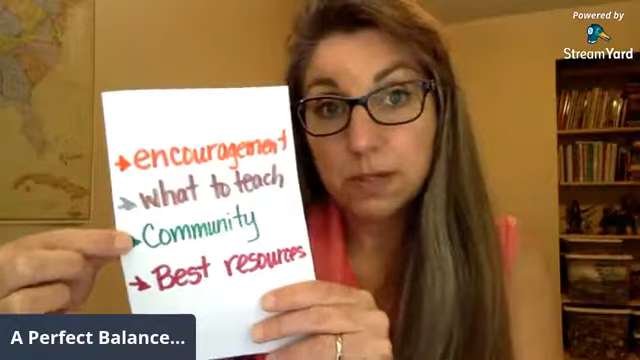 Powered by
StreamYard
encouragement
what to teach
Community
Best resources
A Perfect Balance...